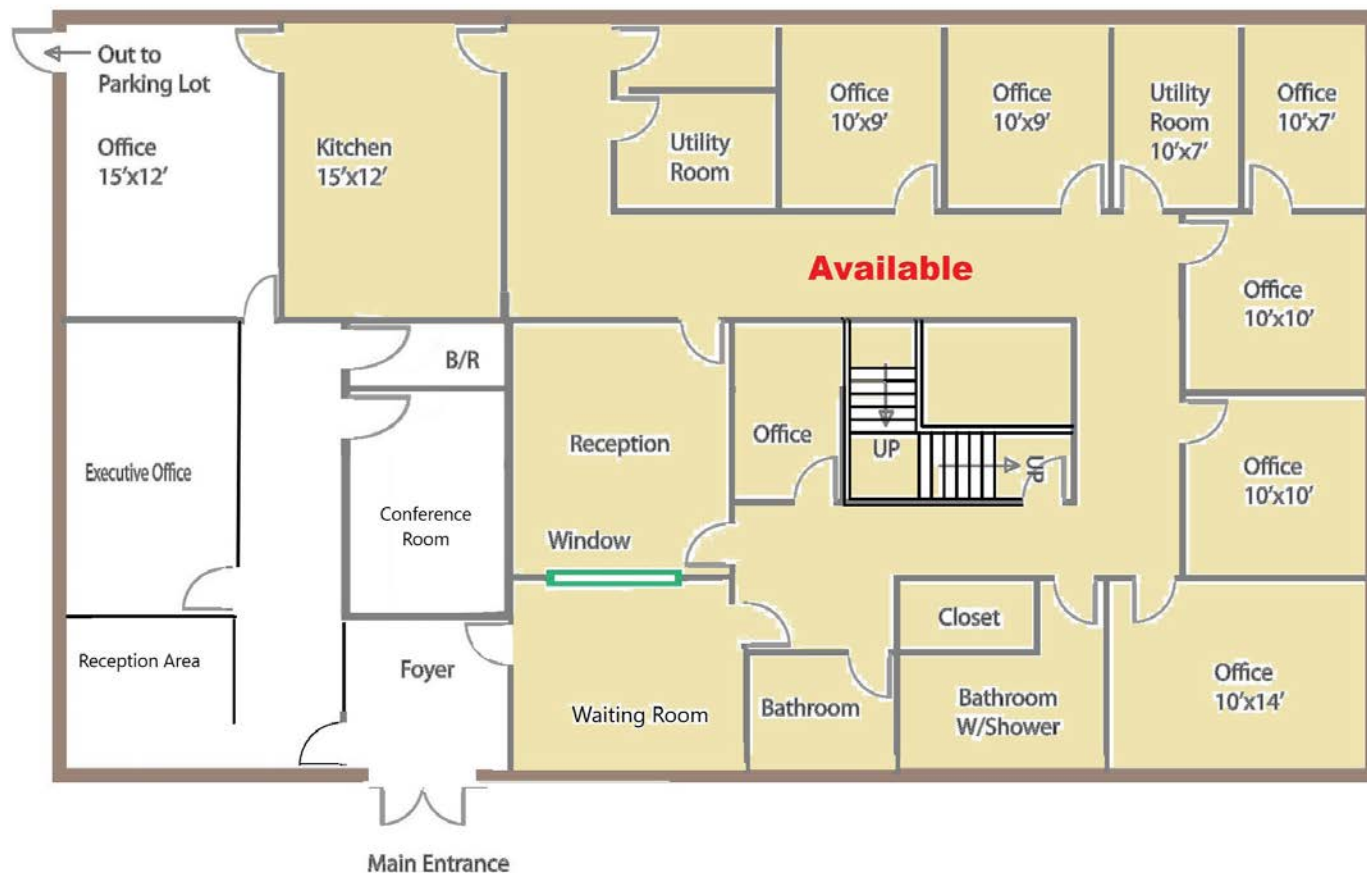 Out to
Parking Lot
Office
15'x12'
Kitchen
15'x12'
Utility
Room
Office
10'x9'
Office
10'x9'
Utility
Room
10'x7'
Office
10'x7'
Available
Office
10'x10'
B/R
Reception
Office
UP
UP
Executive Office
Conference
Room
Window
Office
10'x10'
Reception Area
Foyer
Waiting Room
Bathroom
Closet
Bathroom
W/Shower
Office
10'x14'
Main Entrance